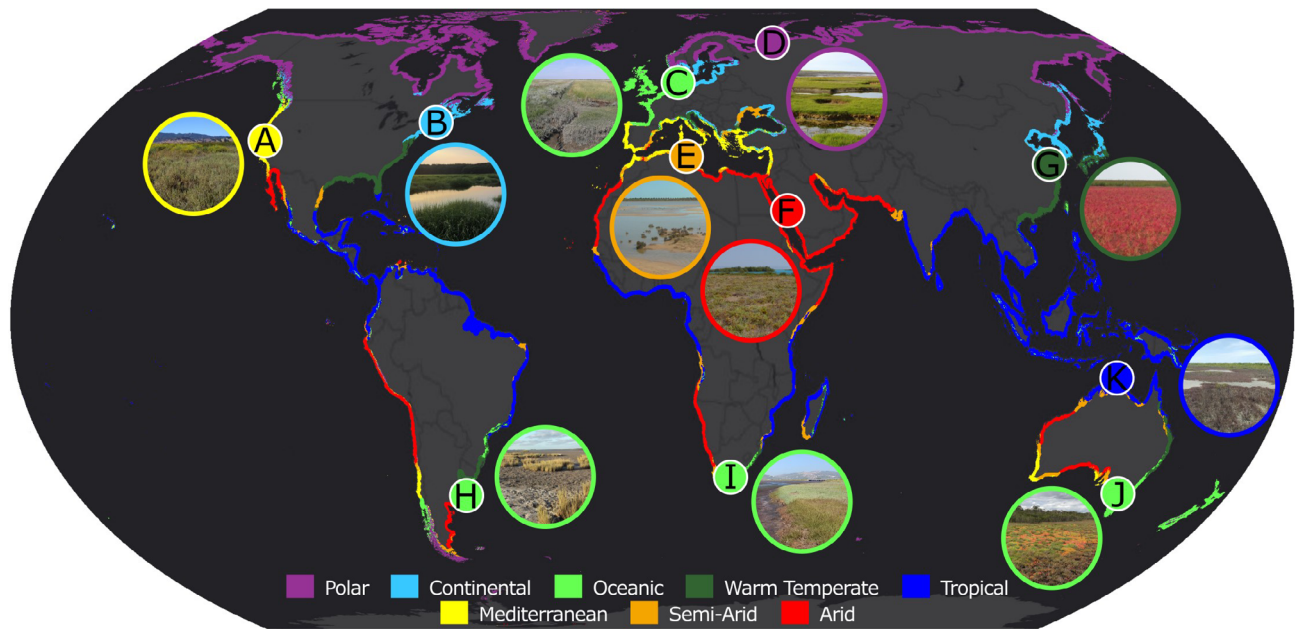 D
C
B
A
E
G
F
K
I
H
J
Polar
Continental
Oceanic
Warm Temperate
Tropical
Mediterranean
Semi-Arid
Arid